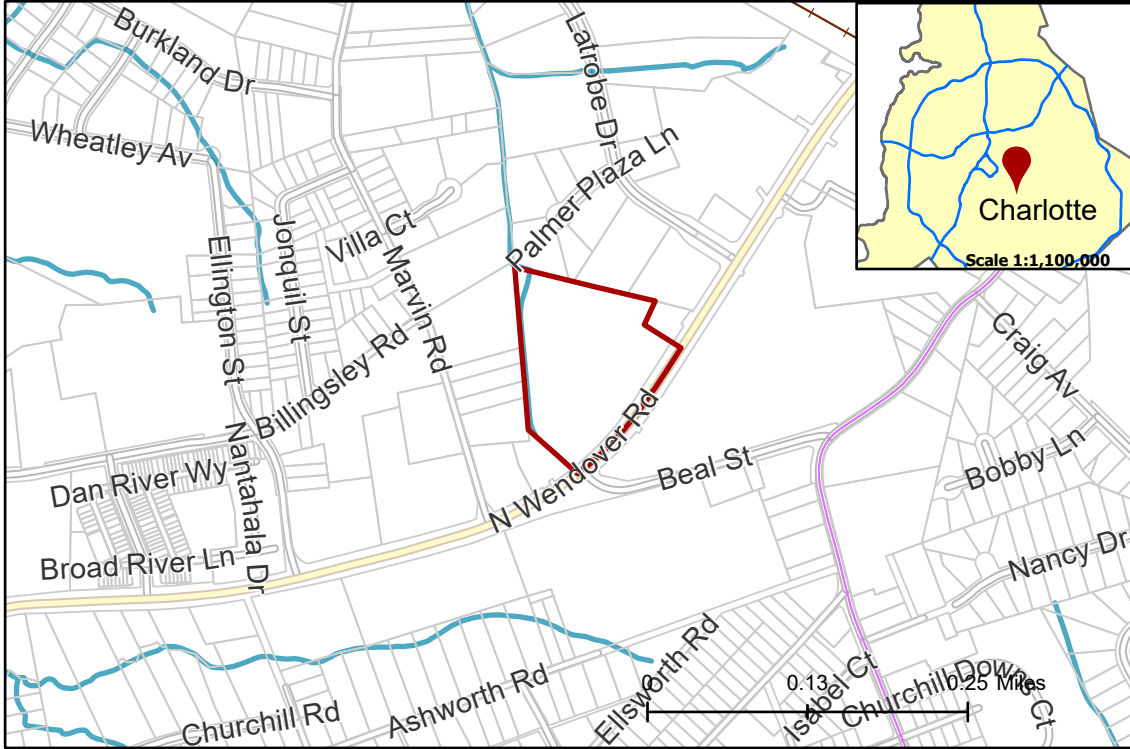 Burkland Dr
Latrobe Dr
Wheatley Av
Palmer Plaza Ln
Charlotte
Scale 1:1,100,000
Villa Ct
Jonquil St
Ellington St
Marvin Rd
Billingsley Rd
Craig Av
N Wendover Rd
Beal St
Bobby Ln
Dan River Wy
Nantahala Dr
Broad River Ln
Nancy Dr
Ellsworth Rd
Ashworth Rd
Churchill Rd
Isabel Ct
Churchill Downs Ct
0
0.13
0.25 Miles